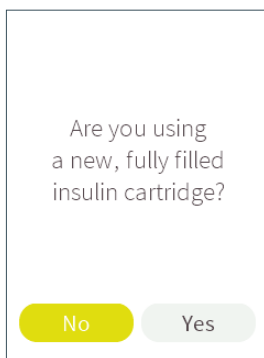 Are you using
a new, fully filled
insulin cartridge?
No Yes